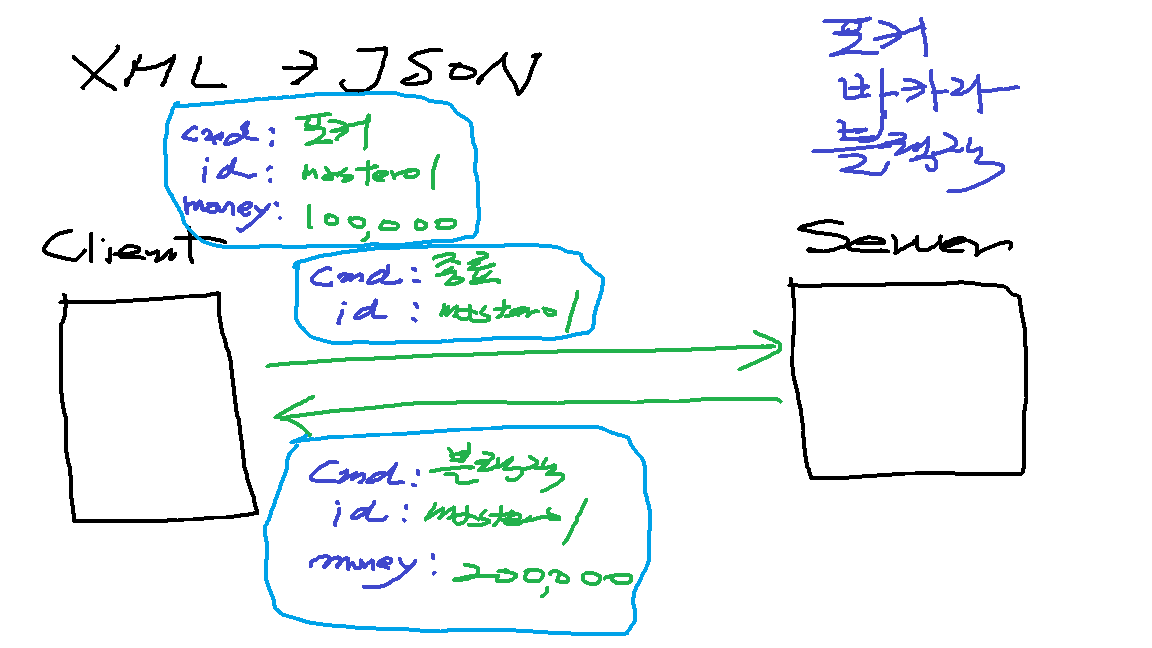 XML → JSON
포커
바카라
블랙잭
cmd: 포커
id: mastero1
money: 100,000
Client
Server
cmd: 종료
id: mastero1
cmd: 블랙잭
id: mastero1
money: 200,000